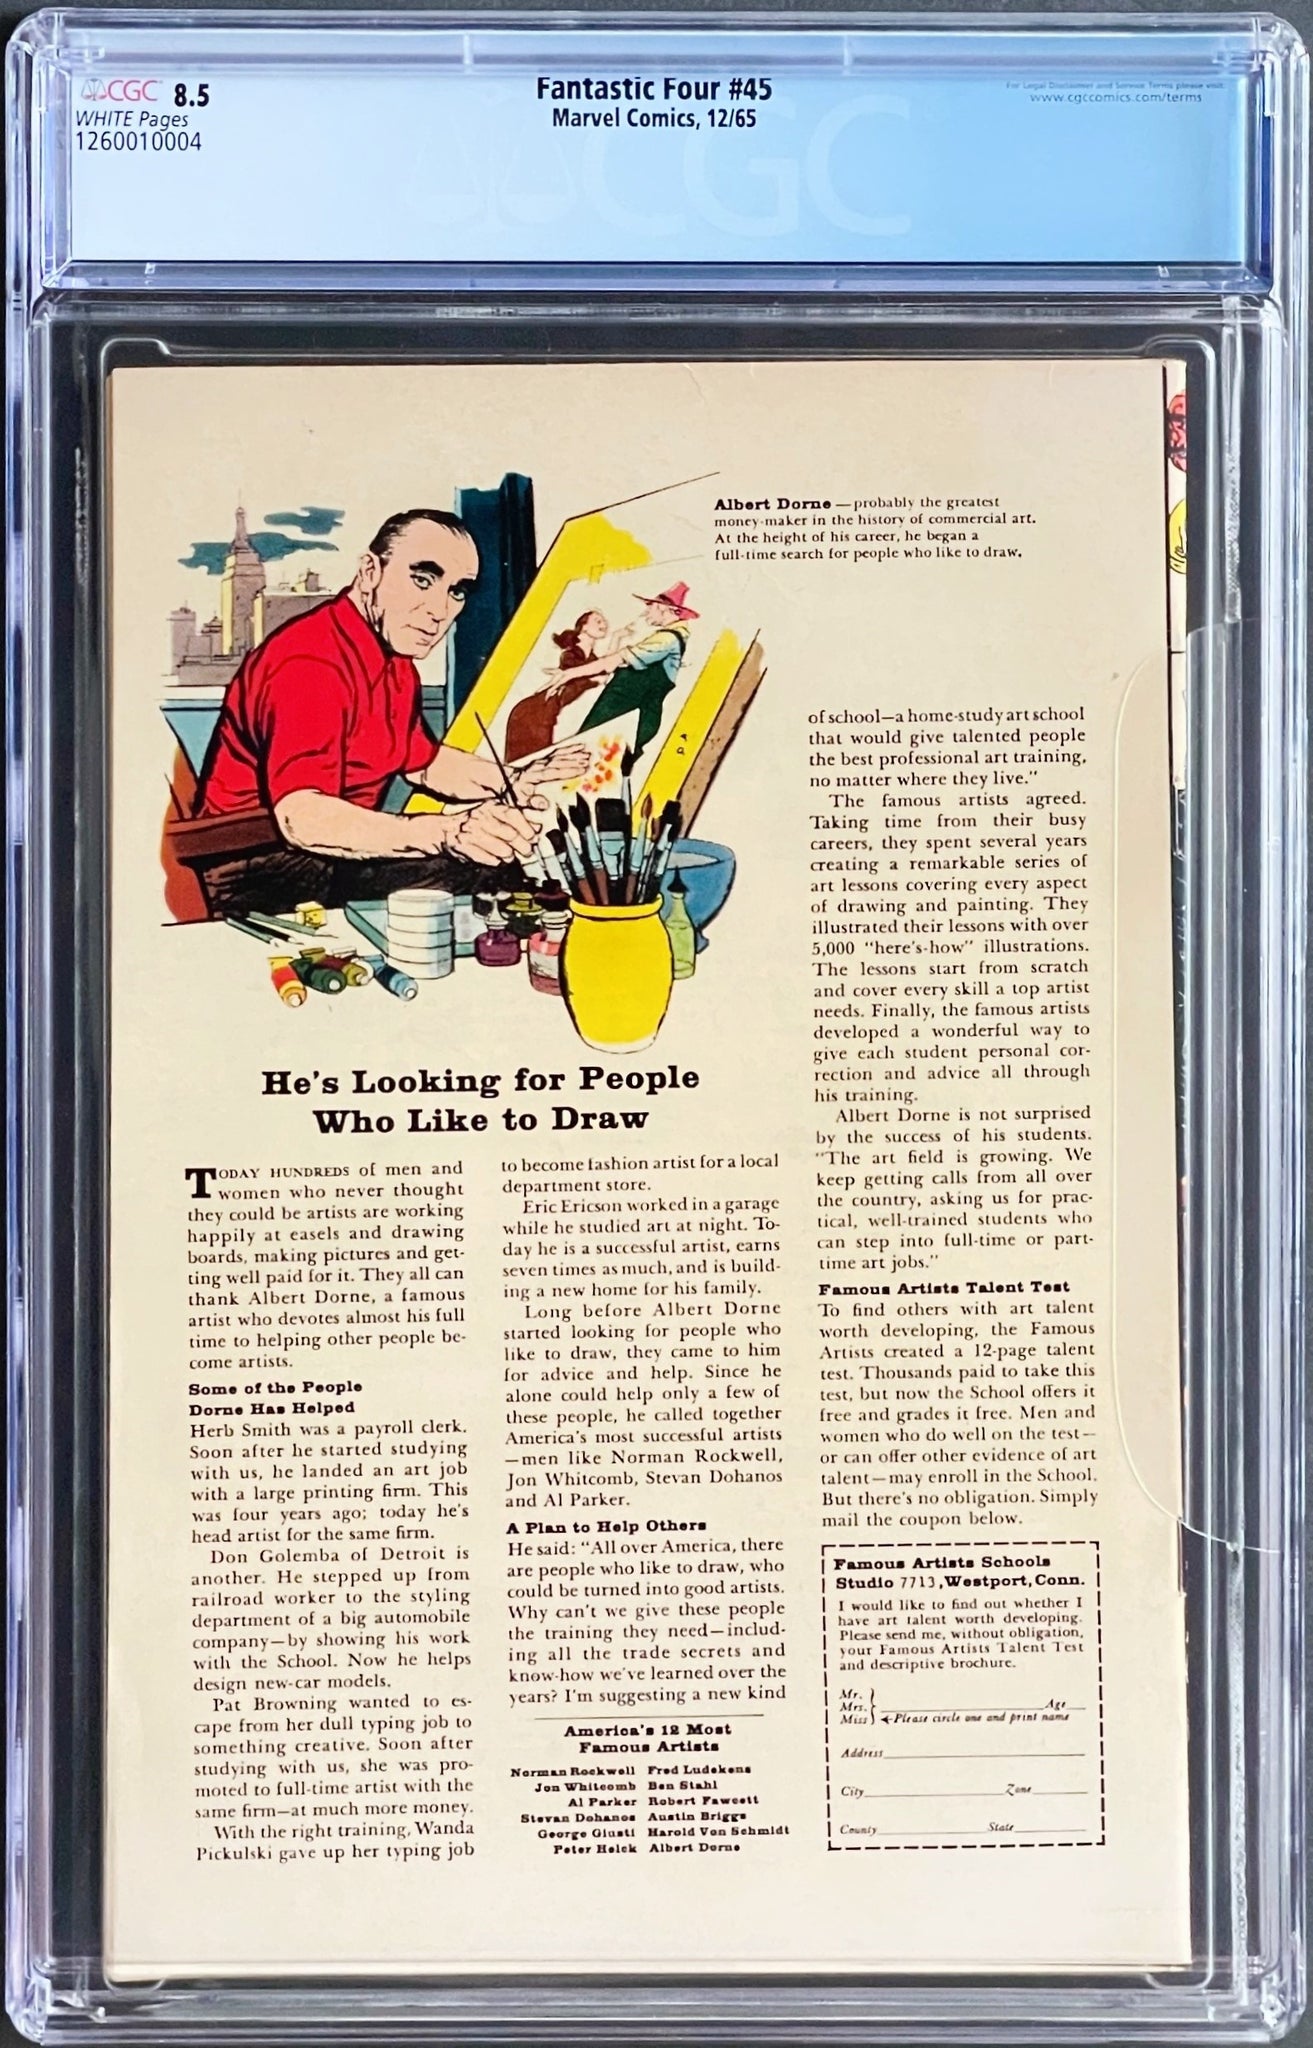 CGC 8.5
WHITE Pages
1260010004
Fantastic Four #45
Marvel Comics, 12/65
For Legal Disclaimer and Service Terms please visit:
www.cgccomics.com/terms
CGC
Albert Dorne — probably the greatest
money-maker in the history of commercial art.
At the height of his career, he began a
full-time search for people who like to draw.
D A
He's Looking for People
Who Like to Draw
TODAY HUNDREDS of men and
women who never thought
they could be artists are working
happily at easels and drawing
boards, making pictures and get-
ting well paid for it. They all can
thank Albert Dorne, a famous
artist who devotes almost his full
time to helping other people be-
come artists.
Some of the People
Dorne Has Helped
Herb Smith was a payroll clerk.
Soon after he started studying
with us, he landed an art job
with a large printing firm. This
was four years ago; today he's
head artist for the same firm.
Don Golemba of Detroit is
another. He stepped up from
railroad worker to the styling
department of a big automobile
company—by showing his work
with the School. Now he helps
design new-car models.
Pat Browning wanted to es-
cape from her dull typing job to
something creative. Soon after
studying with us, she was pro-
moted to full-time artist with the
same firm—at much more money.
With the right training, Wanda
Pickulski gave up her typing job
to become fashion artist for a local
department store.
Eric Ericson worked in a garage
while he studied art at night. To-
day he is a successful artist, earns
seven times as much, and is build-
ing a new home for his family.
Long before Albert Dorne
started looking for people who
like to draw, they came to him
for advice and help. Since he
alone could help only a few of
these people, he called together
America's most successful artists
—men like Norman Rockwell,
Jon Whitcomb, Stevan Dohanos
and Al Parker.
A Plan to Help Others
He said: "All over America, there
are people who like to draw, who
could be turned into good artists.
Why can't we give these people
the training they need—includ-
ing all the trade secrets and
know-how we've learned over the
years? I'm suggesting a new kind
America's 12 Most
Famous Artists
Norman Rockwell Fred Ludekens
Jon Whitcomb Ben Stahl
Al Parker Robert Fawcett
Stevan Dohanos Austin Briggs
George Giusti Harold Von Schmidt
Peter Helck Albert Dorne
of school—a home-study art school
that would give talented people
the best professional art training,
no matter where they live."
The famous artists agreed.
Taking time from their busy
careers, they spent several years
creating a remarkable series of
art lessons covering every aspect
of drawing and painting. They
illustrated their lessons with over
5,000 "here's-how" illustrations.
The lessons start from scratch
and cover every skill a top artist
needs. Finally, the famous artists
developed a wonderful way to
give each student personal cor-
rection and advice all through
his training.
Albert Dorne is not surprised
by the success of his students.
"The art field is growing. We
keep getting calls from all over
the country, asking us for prac-
tical, well-trained students who
can step into full-time or part-
time art jobs."
Famous Artists Talent Test
To find others with art talent
worth developing, the Famous
Artists created a 12-page talent
test. Thousands paid to take this
test, but now the School offers it
free and grades it free. Men and
women who do well on the test—
or can offer other evidence of art
talent—may enroll in the School.
But there's no obligation. Simply
mail the coupon below.
Famous Artists Schools
Studio 7713, Westport, Conn.
I would like to find out whether I
have art talent worth developing.
Please send me, without obligation,
your Famous Artists Talent Test
and descriptive brochure.
Mr.
Mrs. Age
Miss Please circle one and print name
Address
City Zone
County State